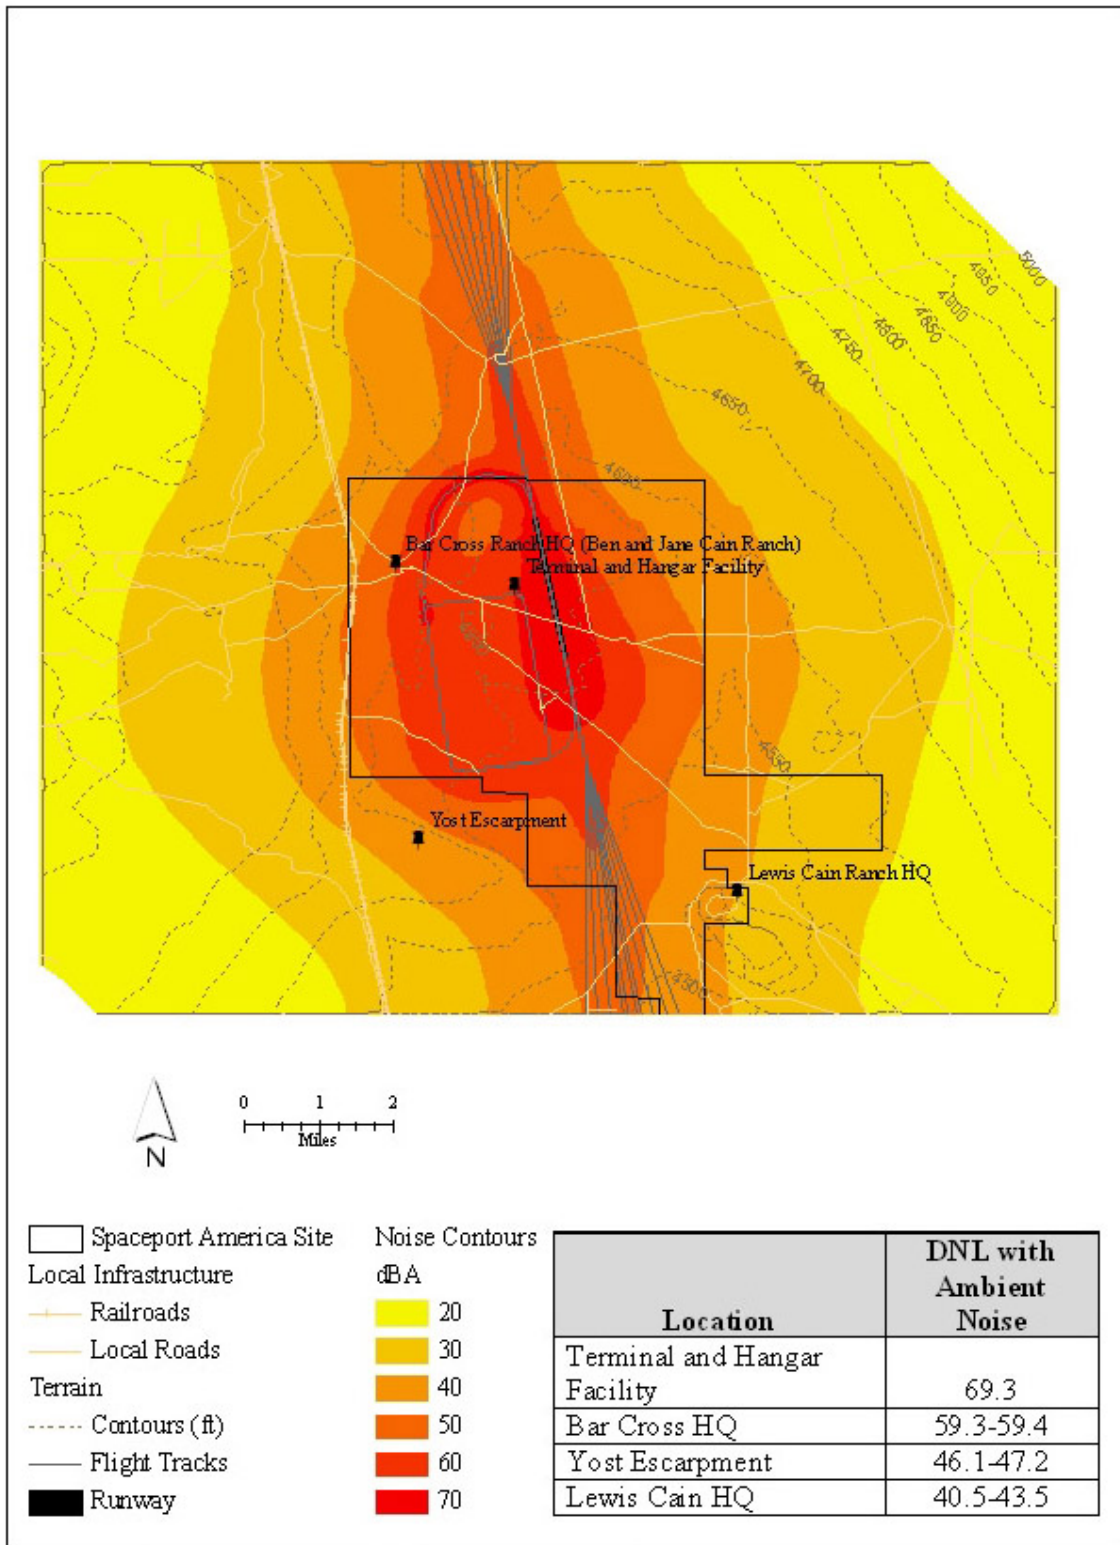 5000
4950
4900
4650
4600
4750
4700
4650
4600
Bar Cross Ranch HQ (Ben and Jane Cain Ranch)
Terminal and Hangar Facility
4550
Yost Escarpment
Lewis Cain Ranch HQ
N
0 1 2
Miles
Spaceport America Site
Local Infrastructure
Railroads
Local Roads
Terrain
Contours (ft)
Flight Tracks
Runway
Noise Contours
dBA
20
30
40
50
60
70
Location
DNL with
Ambient
Noise
Terminal and Hangar
Facility
69.3
Bar Cross HQ
59.3-59.4
Yost Escarpment
46.1-47.2
Lewis Cain HQ
40.5-43.5